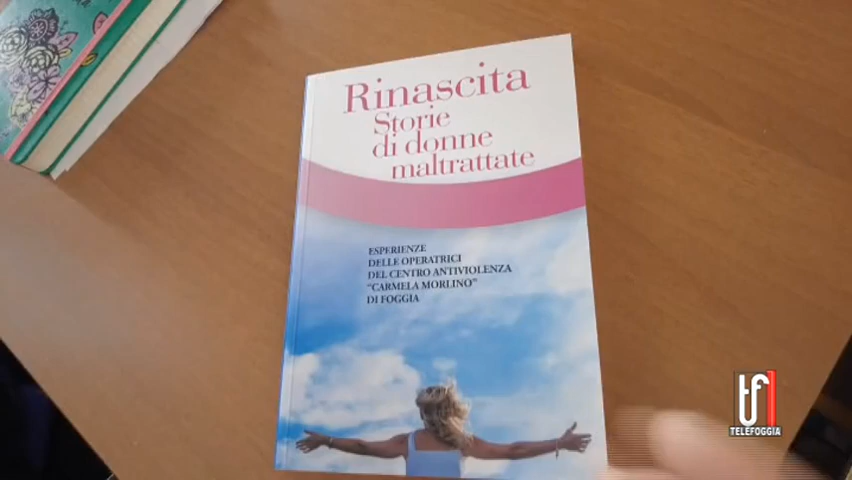 Rinascita
Storie
di donne
maltrattate
ESPERIENZE
DELLE OPERATRICI
DEL CENTRO ANTIVIOLENZA
"CARMELA MORLINO"
DI FOGGIA
tf1
TELEFOGGIA